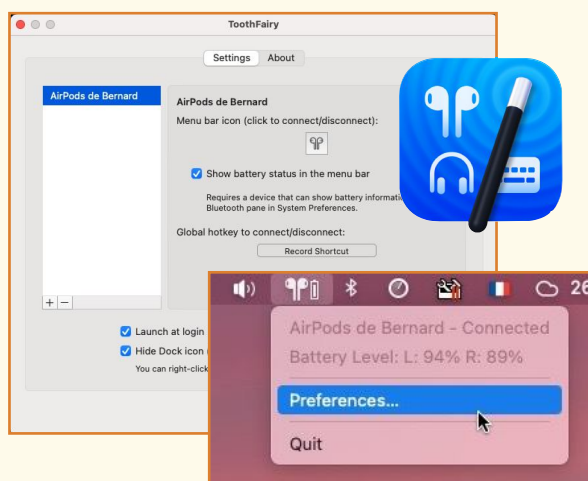 ToothFairy
Settings About
AirPods de Bernard
AirPods de Bernard
Menu bar icon (click to connect/disconnect):
Show battery status in the menu bar
Requires a device that can show battery
Bluetooth pane in System Preferences.
Global hotkey to connect/disconnect:
Record Shortcut
+ −
Launch at login
Hide Dock icon
You can right-click
26
AirPods de Bernard - Connected
Battery Level: L: 94% R: 89%
Preferences...
Quit